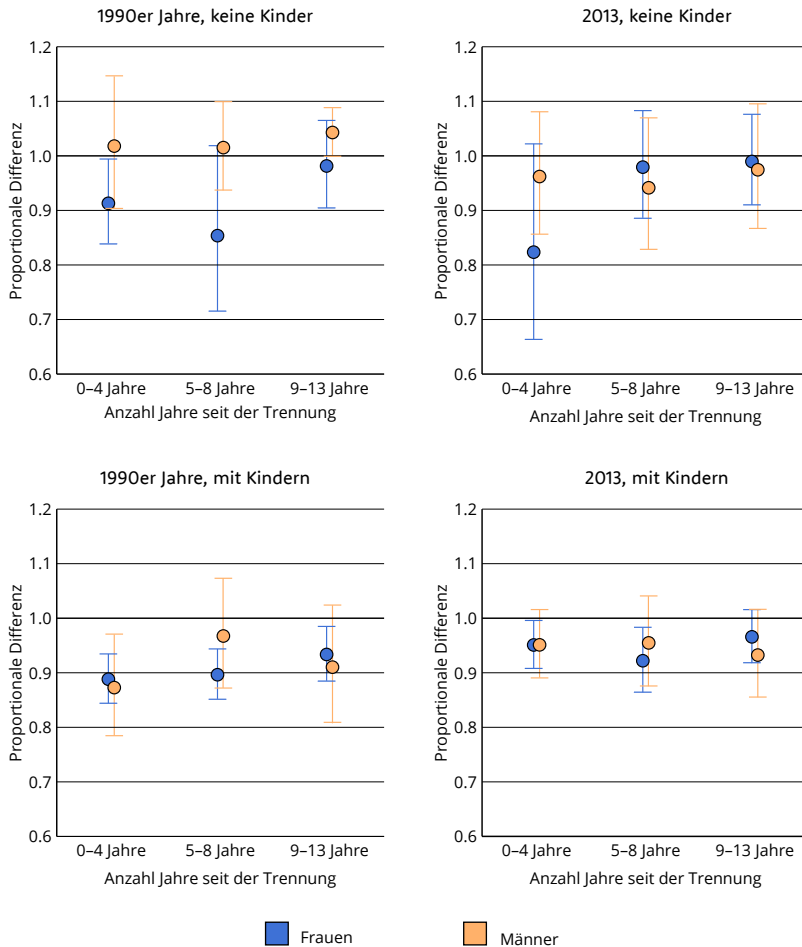 1990er Jahre, keine Kinder
Proportionale Differenz
1.2
1.1
1.0
0.9
0.8
0.7
0.6
0–4 Jahre 5–8 Jahre 9–13 Jahre
Anzahl Jahre seit der Trennung
2013, keine Kinder
Proportionale Differenz
1.2
1.1
1.0
0.9
0.8
0.7
0.6
0–4 Jahre 5–8 Jahre 9–13 Jahre
Anzahl Jahre seit der Trennung
1990er Jahre, mit Kindern
Proportionale Differenz
1.2
1.1
1.0
0.9
0.8
0.7
0.6
0–4 Jahre 5–8 Jahre 9–13 Jahre
Anzahl Jahre seit der Trennung
2013, mit Kindern
Proportionale Differenz
1.2
1.1
1.0
0.9
0.8
0.7
0.6
0–4 Jahre 5–8 Jahre 9–13 Jahre
Anzahl Jahre seit der Trennung
Frauen Männer